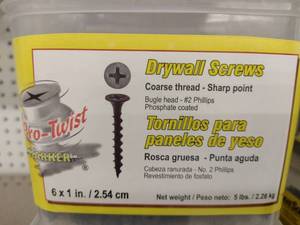 Drywall Screws
Coarse thread - Sharp point
Bugle head - #2 Phillips
Phosphate coated
Pro-Twist
Tornillos para
paneles de yeso
Rosca gruesa - Punta aguda
Cabeza ranurada - No. 2 Phillips
Revestimiento de fosfato
6 x 1 in. / 2.54 cm
Net weight / Peso neto: 5 lbs. / 2.26 kg